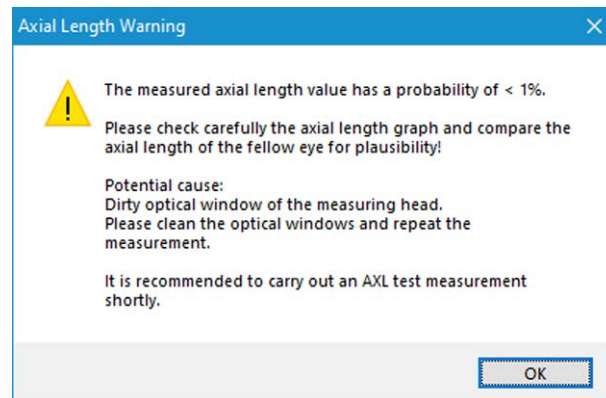 Axial Length Warning
The measured axial length value has a probability of < 1%.
Please check carefully the axial length graph and compare the
axial length of the fellow eye for plausibility!
Potential cause:
Dirty optical window of the measuring head.
Please clean the optical windows and repeat the
measurement.
It is recommended to carry out an AXL test measurement
shortly.
OK